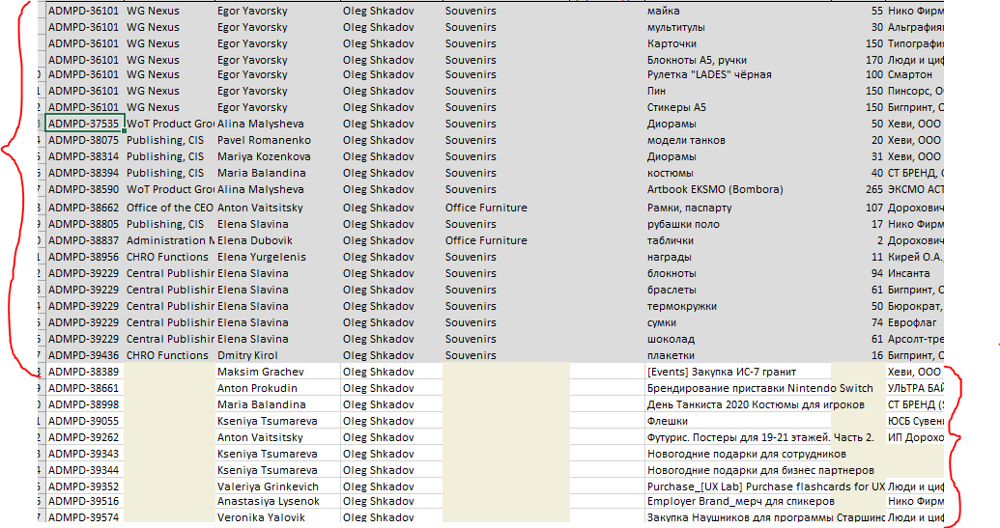 ADMPD-36101 WG Nexus Egor Yavorsky Oleg Shkadov Souvenirs майка 55 Нико Фирм
ADMPD-36101 WG Nexus Egor Yavorsky Oleg Shkadov Souvenirs мультитулы 30 Альграфия
ADMPD-36101 WG Nexus Egor Yavorsky Oleg Shkadov Souvenirs Карточки 150 Типографи
ADMPD-36101 WG Nexus Egor Yavorsky Oleg Shkadov Souvenirs Блокноты А5, ручки 170 Люди и циф
ADMPD-36101 WG Nexus Egor Yavorsky Oleg Shkadov Souvenirs Рулетка "LADES" чёрная 100 Смартон
ADMPD-36101 WG Nexus Egor Yavorsky Oleg Shkadov Souvenirs Пин 150 Пинсорс, О
ADMPD-36101 WG Nexus Egor Yavorsky Oleg Shkadov Souvenirs Стикеры А5 150 Бигпринт, О
ADMPD-37535 WoT Product Grou Alina Malysheva Oleg Shkadov Souvenirs Диорамы 50 Хеви, ООО
ADMPD-38075 Publishing, CIS Pavel Romanenko Oleg Shkadov Souvenirs модели танков 20 Хеви, ООО
ADMPD-38314 Publishing, CIS Mariya Kozenkova Oleg Shkadov Souvenirs Диорамы 31 Хеви, ООО
ADMPD-38394 Publishing, CIS Maria Balandina Oleg Shkadov Souvenirs костюмы 40 СТ БРЕНД, С
ADMPD-38590 WoT Product Grou Alina Malysheva Oleg Shkadov Souvenirs Artbook EKSMO (Bombora) 265 ЭКСМО АСТ
ADMPD-38662 Office of the CEO Anton Vaitsitsky Oleg Shkadov Office Furniture Рамки, паспарту 107 Дорохович
ADMPD-38805 Publishing, CIS Elena Slavina Oleg Shkadov Souvenirs рубашки поло 17 Нико Фирм
ADMPD-38837 Administration M Elena Dubovik Oleg Shkadov Office Furniture таблички 2 Дорохович
ADMPD-38956 CHRO Functions Elena Yurgelenis Oleg Shkadov Souvenirs награды 11 Кирей О.А.,
ADMPD-39229 Central Publishin Elena Slavina Oleg Shkadov Souvenirs блокноты 94 Инсанта
ADMPD-39229 Central Publishin Elena Slavina Oleg Shkadov Souvenirs браслеты 61 Бигпринт, О
ADMPD-39229 Central Publishin Elena Slavina Oleg Shkadov Souvenirs термокружки 50 Бюрократ,
ADMPD-39229 Central Publishin Elena Slavina Oleg Shkadov Souvenirs сумки 74 Еврофлаг
ADMPD-39229 Central Publishin Elena Slavina Oleg Shkadov Souvenirs шоколад 61 Арсолт-тре
ADMPD-39436 CHRO Functions Dmitry Kirol Oleg Shkadov Souvenirs плакетки 16 Бигпринт, О
ADMPD-38389 Maksim Grachev Oleg Shkadov [Events] Закупка ИС-7 гранит Хеви, ООО
ADMPD-38661 Anton Prokudin Oleg Shkadov Брендирование приставки Nintendo Switch УЛЬТРА БАЙ
ADMPD-38998 Maria Balandina Oleg Shkadov День Танкиста 2020 Костюмы для игроков СТ БРЕНД (S
ADMPD-39055 Kseniya Tsumareva Oleg Shkadov Флешки ЮСБ Сувени
ADMPD-39262 Anton Vaitsitsky Oleg Shkadov Футурис. Постеры для 19-21 этажей. Часть 2. ИП Дорохо
ADMPD-39343 Kseniya Tsumareva Oleg Shkadov Новогодние подарки для сотрудников
ADMPD-39344 Kseniya Tsumareva Oleg Shkadov Новогодние подарки для бизнес партнеров
ADMPD-39352 Valeriya Grinkevich Oleg Shkadov Purchase_[UX Lab] Purchase flashcards for UX Люди и циф
ADMPD-39516 Anastasiya Lysenok Oleg Shkadov Employer Brand_мерч для спикеров Нико Фирм
ADMPD-39574 Veronika Yalovik Oleg Shkadov Закупка Наушников для программы Старшинс Люди и циф